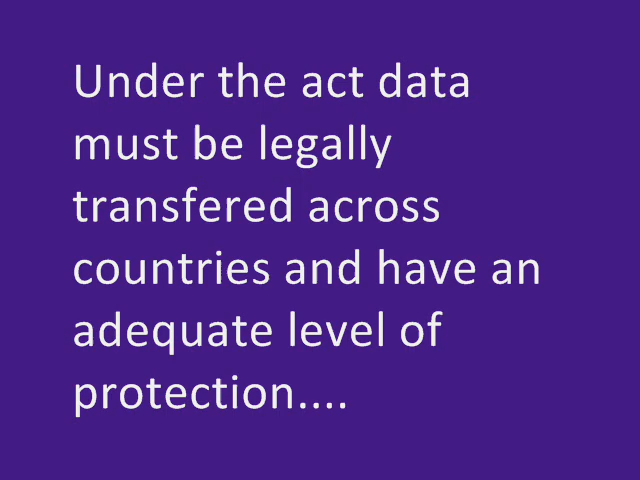 Under the act data
must be legally
transfered across
countries and have an
adequate level of
protection....